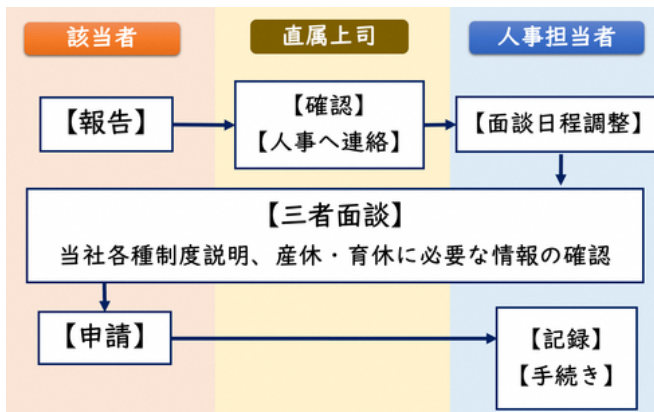 該当者
直属上司
人事担当者
【報告】
【確認】
【人事へ連絡】
【面談日程調整】
【三者面談】
当社各種制度説明、産休・育休に必要な情報の確認
【申請】
【記録】
【手続き】